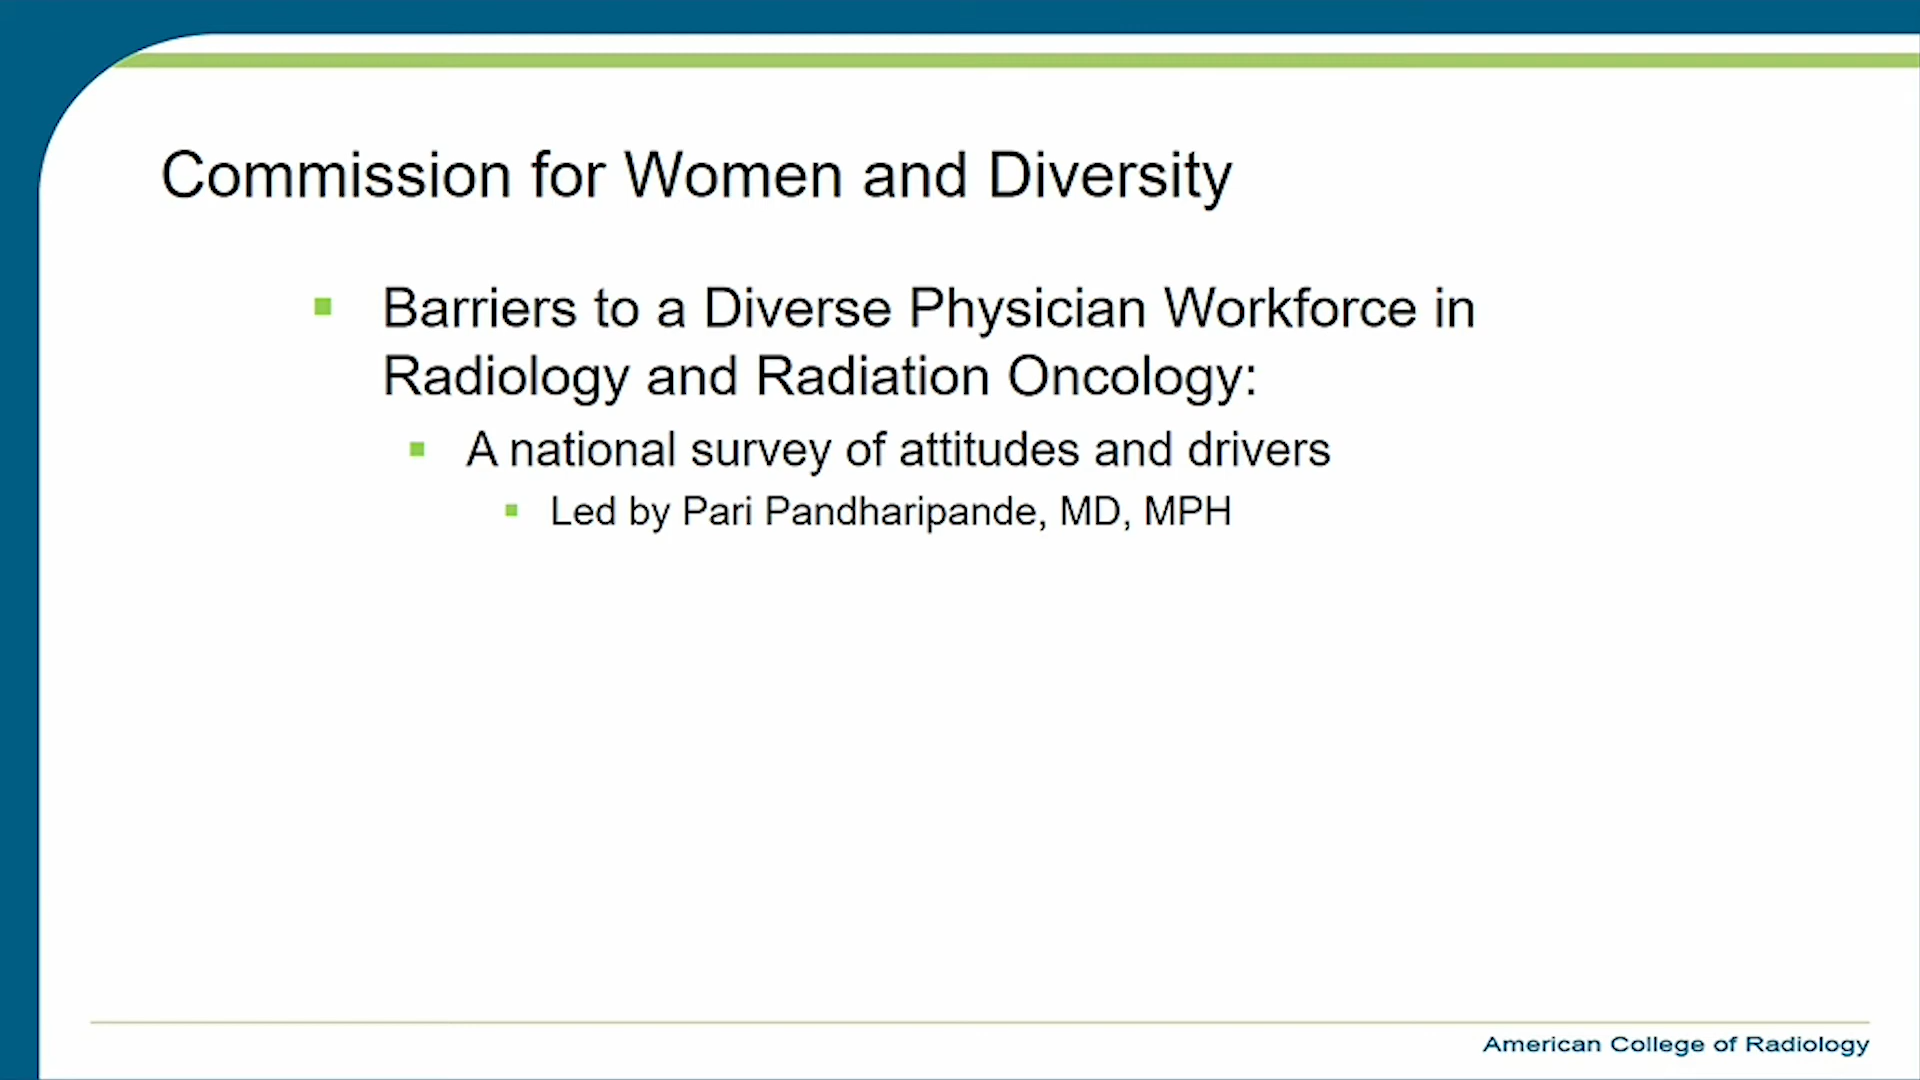 Commission for Women and Diversity
Barriers to a Diverse Physician Workforce in
Radiology and Radiation Oncology:
A national survey of attitudes and drivers
Led by Pari Pandharipande, MD, MPH
American College of Radiology